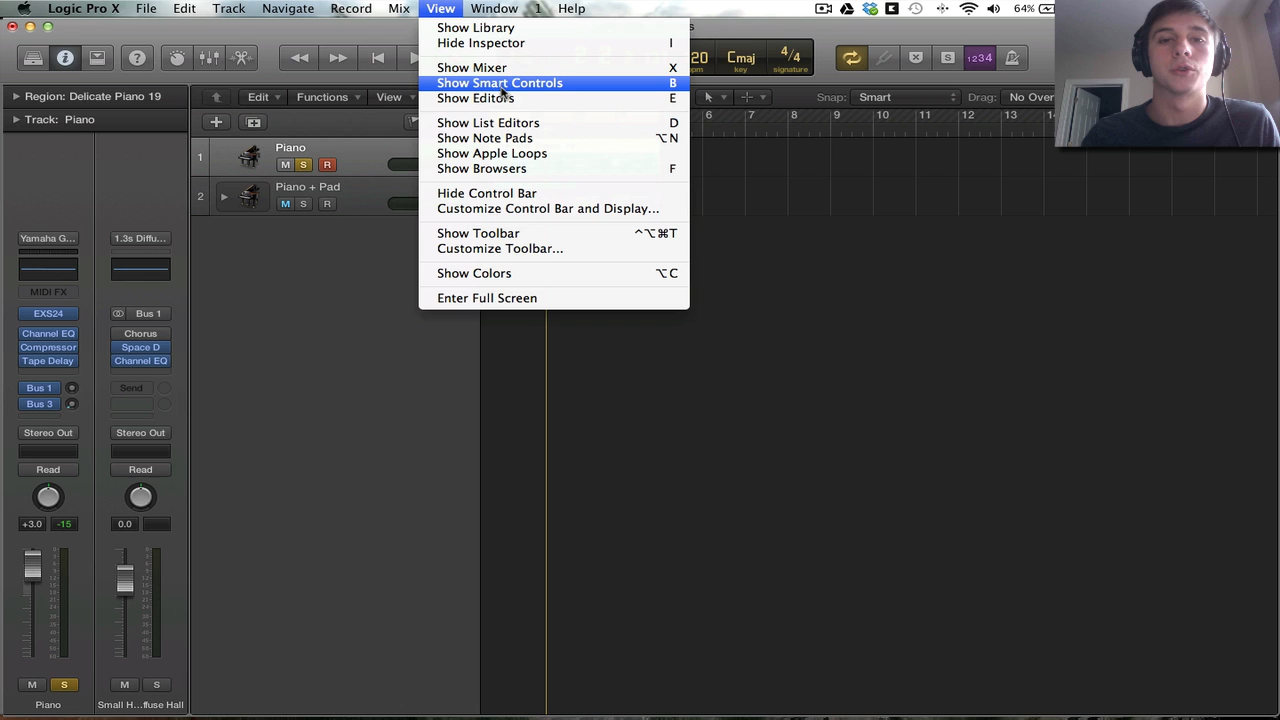 Logic Pro X File Edit Track Navigate Record Mix View Window 1 Help 64%
Show Library
Hide Inspector I
Show Mixer X
Show Smart Controls B
Show Editors E
Show List Editors D
Show Note Pads ⌥N
Show Apple Loops
Show Browsers F
Hide Control Bar
Customize Control Bar and Display...
Show Toolbar ^⌥⌘T
Customize Toolbar...
Show Colors ⌥C
Enter Full Screen
20 Cmaj 4/4
key signature
S 1234
Region: Delicate Piano 19
Track: Piano
Edit Functions View
Snap: Smart Drag: No Over
6 7 8 9 10 11 12 13 14
1 Piano
M S R
2 Piano + Pad
M S R
Yamaha G... 1.3s Diffu...
MIDI FX
EXS24 Bus 1
Channel EQ Chorus
Compressor Space D
Tape Delay Channel EQ
Bus 1 Send
Bus 3
Stereo Out Stereo Out
Read Read
+3.0 -15 0.0
M S M S
Piano Small H...fuse Hall